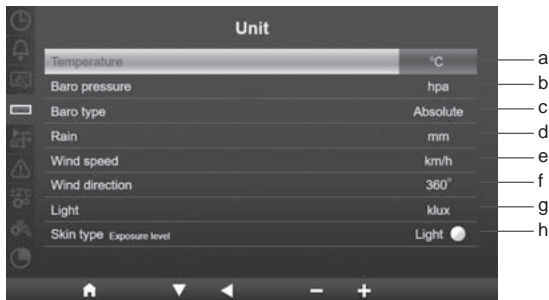 Unit
Temperature °C a
Baro pressure hpa b
Baro type Absolute c
Rain mm d
Wind speed km/h e
Wind direction 360° f
Light klux g
Skin type Exposure level Light h